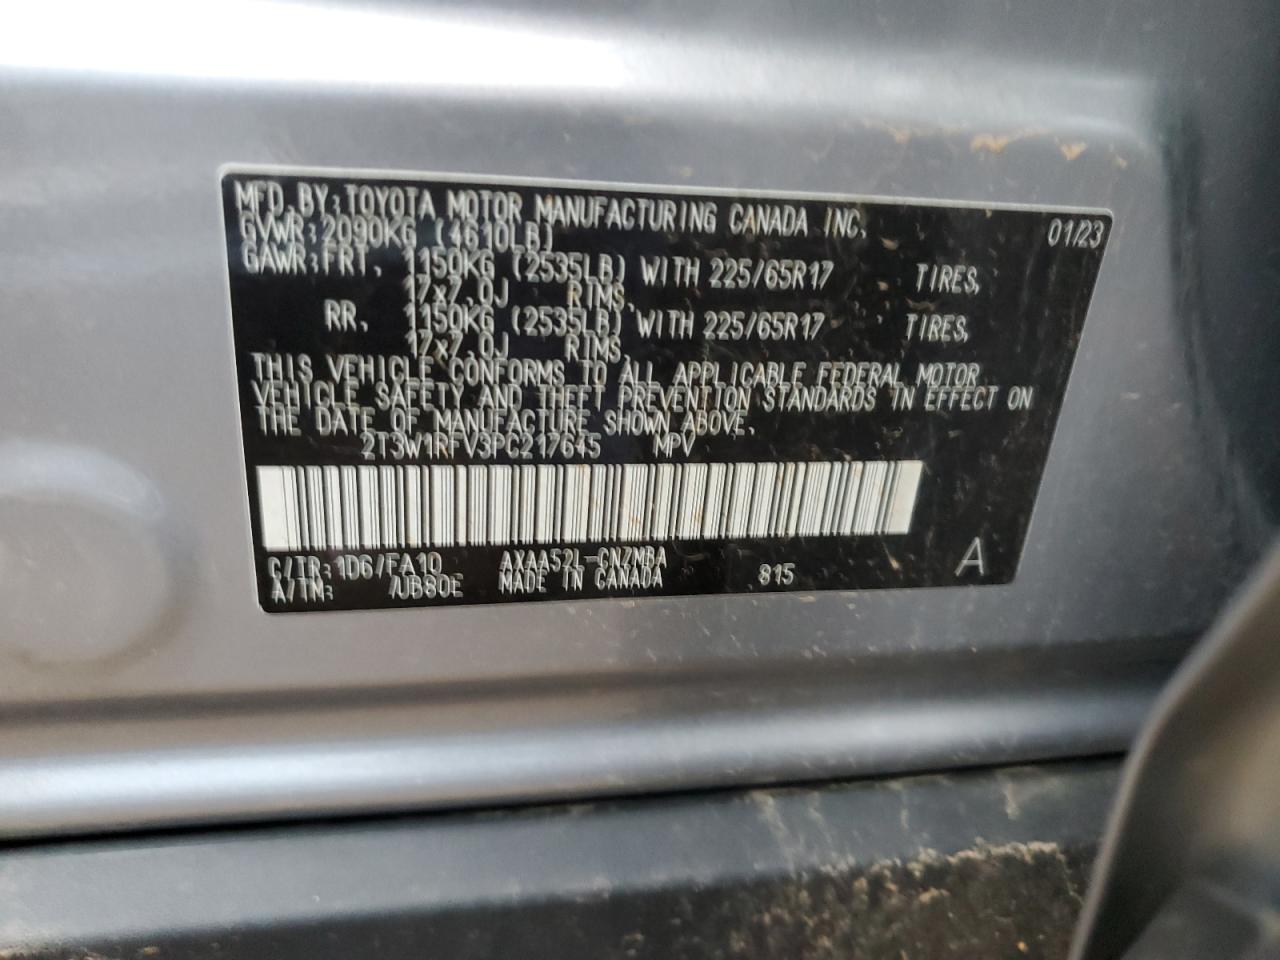 MFD. BY: TOYOTA MOTOR MANUFACTURING CANADA INC. 01/23
GVWR: 2090KG (4610LB)
GAWR: FRT. 1150KG (2535LB) WITH 225/65R17 TIRES,
17x7.0J RIMS,
RR. 1150KG (2535LB) WITH 225/65R17 TIRES,
17x7.0J RIMS,
THIS VEHICLE CONFORMS TO ALL APPLICABLE FEDERAL MOTOR
VEHICLE SAFETY AND THEFT PREVENTION STANDARDS IN EFFECT ON
THE DATE OF MANUFACTURE SHOWN ABOVE.
2T3W1RFV3PC217645 MPV
C/TR: 1D6/FA10 AXAA52L-CNZMBA
A/TM: /UB80E MADE IN CANADA 815 A